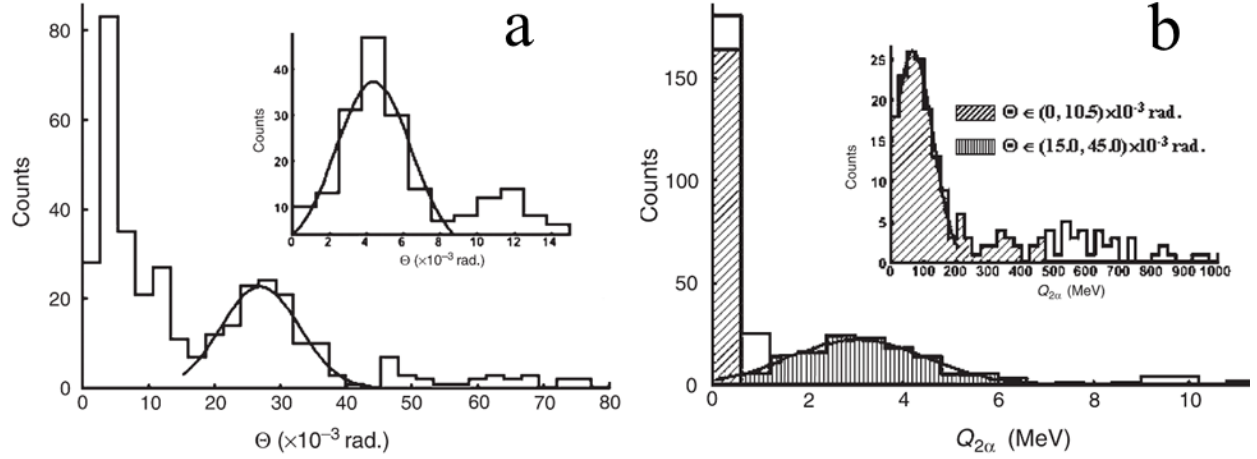 a
80
60
40
20
0
Counts
0 10 20 30 40 50 60 70 80
Θ (×10⁻³ rad.)
40
30
20
10
Counts
0 2 4 6 8 10 12 14
Θ (×10⁻³ rad.)
b
150
100
50
0
Counts
0 2 4 6 8 10
Q2α (MeV)
25
20
15
10
5
0
Counts
0 100 200 300 400 500 600 700 800 900 1000
Q2α (MeV)
Θ ∈ (0, 10.5)×10⁻³ rad.
Θ ∈ (15.0, 45.0)×10⁻³ rad.